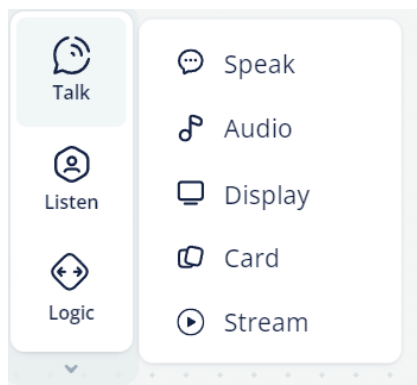 Talk
Listen
Logic
Speak
Audio
Display
Card
Stream